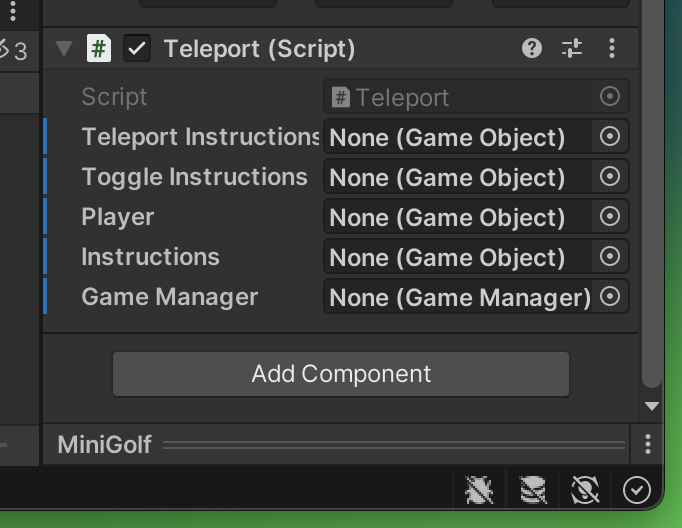 3
Teleport (Script)
Script Teleport
Teleport Instructions None (Game Object)
Toggle Instructions None (Game Object)
Player None (Game Object)
Instructions None (Game Object)
Game Manager None (Game Manager)
Add Component
MiniGolf